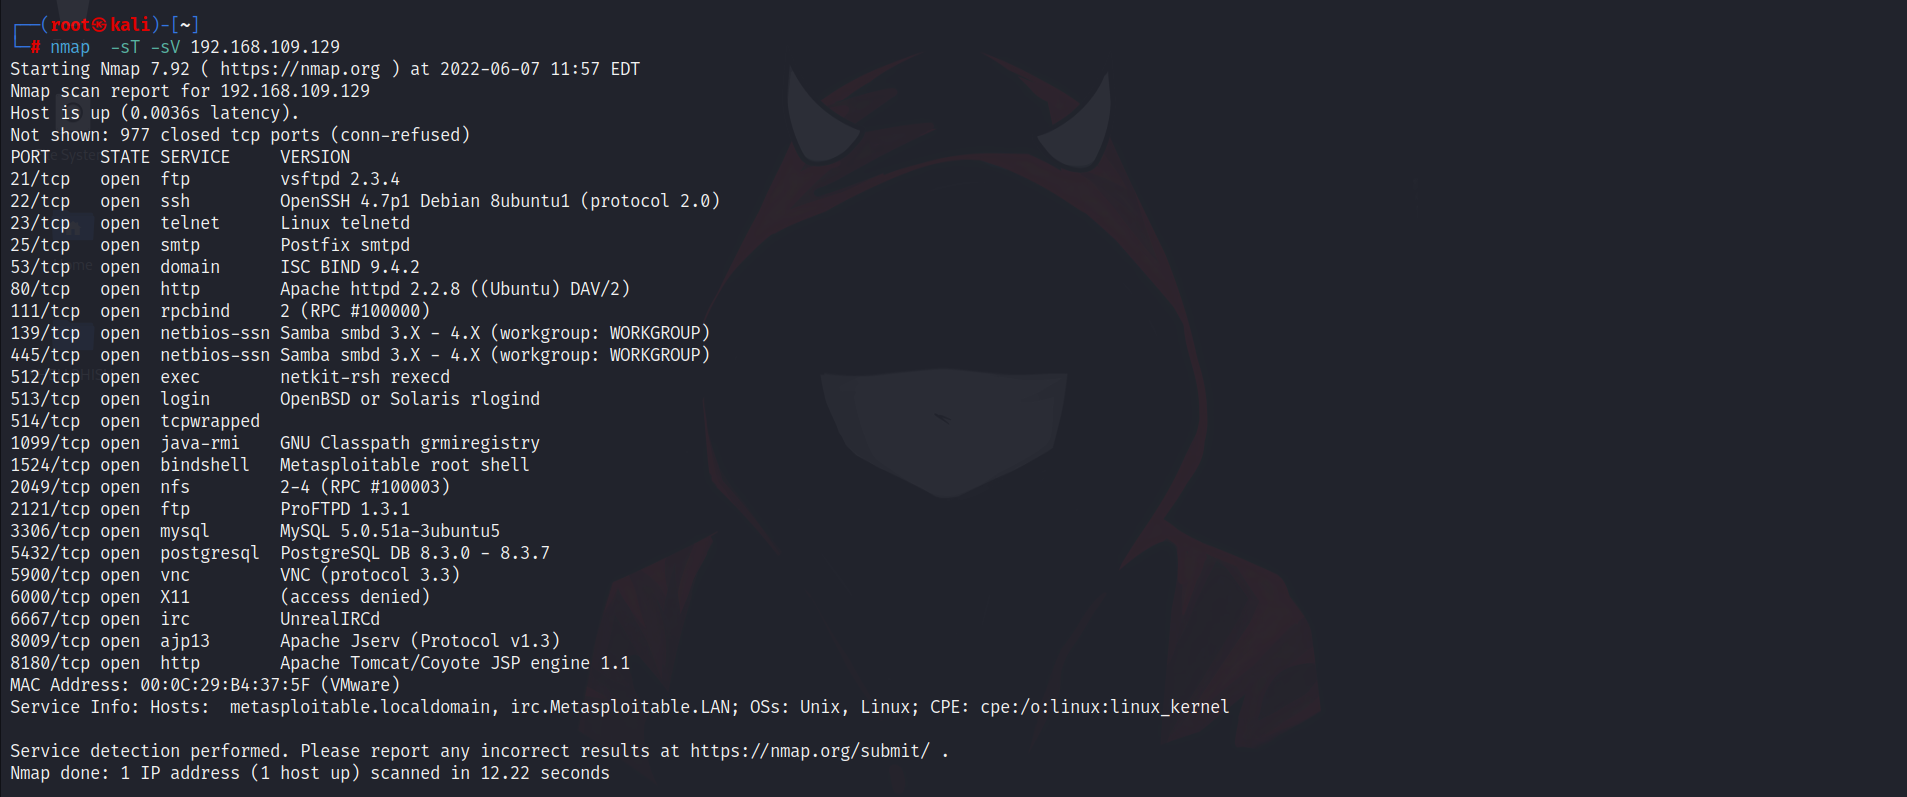 ┌──(root㉿kali)-[~]
└─# nmap  -sT -sV 192.168.109.129
Starting Nmap 7.92 ( https://nmap.org ) at 2022-06-07 11:57 EDT
Nmap scan report for 192.168.109.129
Host is up (0.0036s latency).
Not shown: 977 closed tcp ports (conn-refused)
PORT     STATE SERVICE     VERSION
21/tcp   open  ftp         vsftpd 2.3.4
22/tcp   open  ssh         OpenSSH 4.7p1 Debian 8ubuntu1 (protocol 2.0)
23/tcp   open  telnet      Linux telnetd
25/tcp   open  smtp        Postfix smtpd
53/tcp   open  domain      ISC BIND 9.4.2
80/tcp   open  http        Apache httpd 2.2.8 ((Ubuntu) DAV/2)
111/tcp  open  rpcbind     2 (RPC #100000)
139/tcp  open  netbios-ssn Samba smbd 3.X - 4.X (workgroup: WORKGROUP)
445/tcp  open  netbios-ssn Samba smbd 3.X - 4.X (workgroup: WORKGROUP)
512/tcp  open  exec        netkit-rsh rexecd
513/tcp  open  login       OpenBSD or Solaris rlogind
514/tcp  open  tcpwrapped
1099/tcp open  java-rmi    GNU Classpath grmiregistry
1524/tcp open  bindshell   Metasploitable root shell
2049/tcp open  nfs         2-4 (RPC #100003)
2121/tcp open  ftp         ProFTPD 1.3.1
3306/tcp open  mysql       MySQL 5.0.51a-3ubuntu5
5432/tcp open  postgresql  PostgreSQL DB 8.3.0 - 8.3.7
5900/tcp open  vnc         VNC (protocol 3.3)
6000/tcp open  X11         (access denied)
6667/tcp open  irc         UnrealIRCd
8009/tcp open  ajp13       Apache Jserv (Protocol v1.3)
8180/tcp open  http        Apache Tomcat/Coyote JSP engine 1.1
MAC Address: 00:0C:29:B4:37:5F (VMware)
Service Info: Hosts:  metasploitable.localdomain, irc.Metasploitable.LAN; OSs: Unix, Linux; CPE: cpe:/o:linux:linux_kernel
Service detection performed. Please report any incorrect results at https://nmap.org/submit/ .
Nmap done: 1 IP address (1 host up) scanned in 12.22 seconds